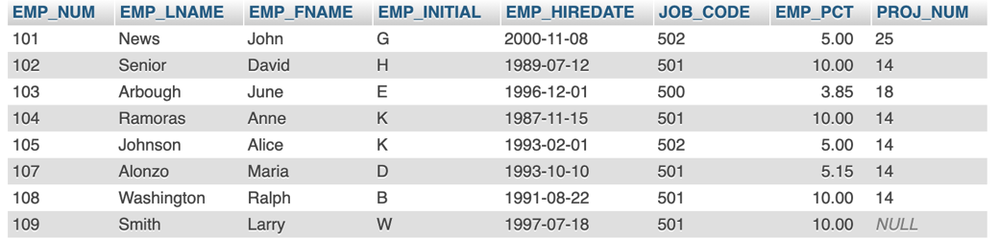 EMP_NUM EMP_LNAME EMP_FNAME EMP_INITIAL EMP_HIREDATE JOB_CODE EMP_PCT PROJ_NUM
101 News John G 2000-11-08 502 5.00 25
102 Senior David H 1989-07-12 501 10.00 14
103 Arbough June E 1996-12-01 500 3.85 18
104 Ramoras Anne K 1987-11-15 501 10.00 14
105 Johnson Alice K 1993-02-01 502 5.00 14
107 Alonzo Maria D 1993-10-10 501 5.15 14
108 Washington Ralph B 1991-08-22 501 10.00 14
109 Smith Larry W 1997-07-18 501 10.00 NULL